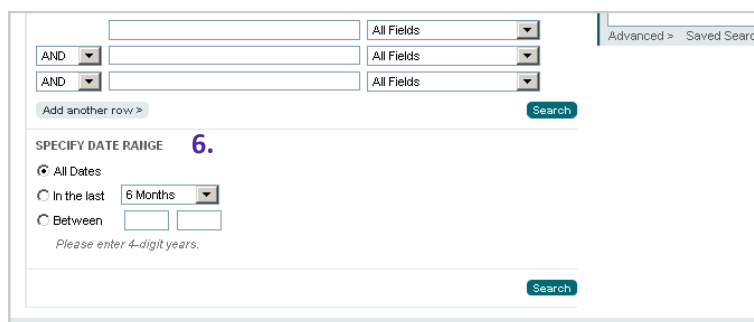 All Fields
Advanced > Saved Searc
AND All Fields
AND All Fields
Add another row > Search
SPECIFY DATE RANGE 6.
All Dates
In the last 6 Months
Between
Please enter 4-digit years.
Search